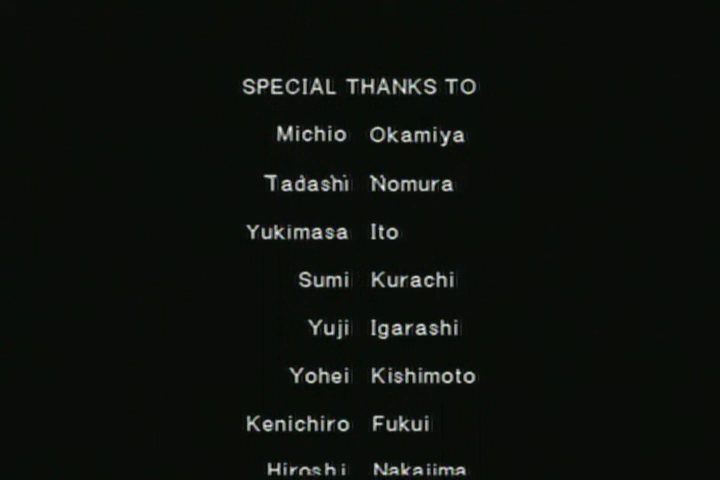 SPECIAL THANKS TO
Michio Okamiya
Tadashi Nomura
Yukimasa Ito
Sumi Kurachi
Yuji Igarashi
Yohei Kishimoto
Kenichiro Fukui
Hiroshi Nakajima